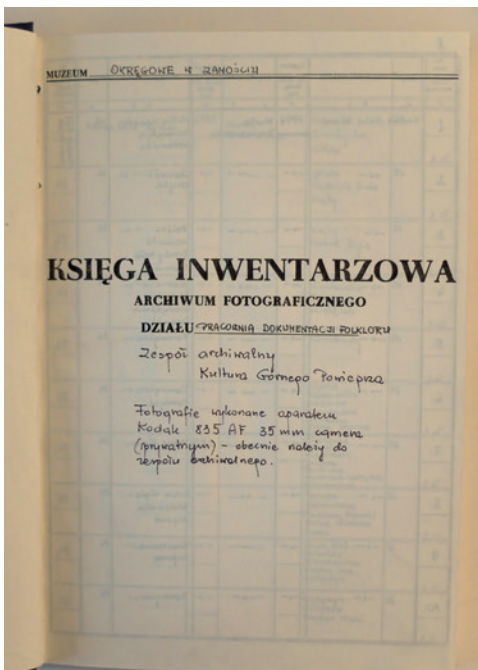 MUZEUM OKRĘGOWE W ZAMOŚCIU
KSIĘGA INWENTARZOWA
ARCHIWUM FOTOGRAFICZNEGO
DZIAŁU PRACOWNIA DOKUMENTACJI FOLKLORU
Zespół archiwalny
Kultura Górnego Powieprza
Fotografie wykonane aparatem
Kodak 835 AF 35 mm camera
(prywatnym) - obecnie należy do
zespołu archiwalnego.